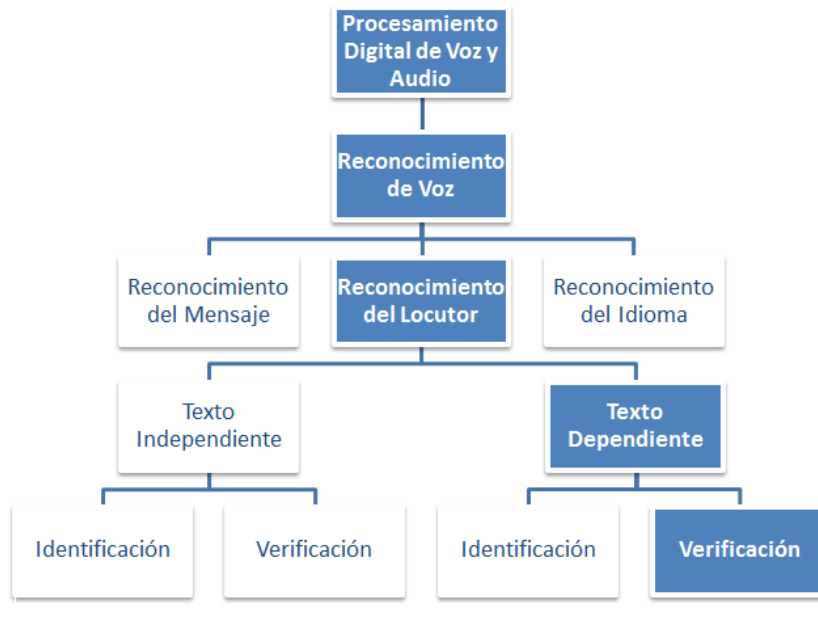 Procesamiento
Digital de Voz y
Audio
Reconocimiento
de Voz
Reconocimiento
del Mensaje
Reconocimiento
del Locutor
Reconocimiento
del Idioma
Texto
Independiente
Texto
Dependiente
Identificación
Verificación
Identificación
Verificación